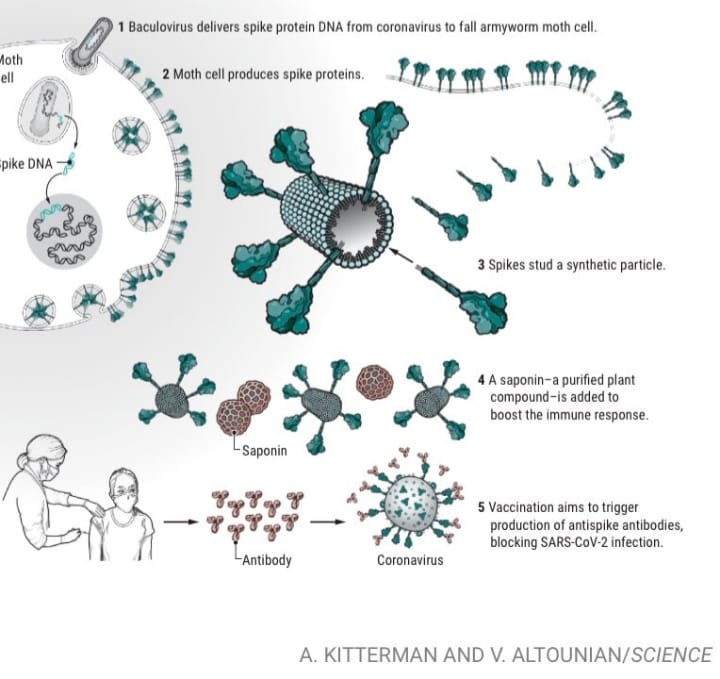 1 Baculovirus delivers spike protein DNA from coronavirus to fall armyworm moth cell.
Moth
cell
2 Moth cell produces spike proteins.
Spike DNA
3 Spikes stud a synthetic particle.
4 A saponin–a purified plant
compound–is added to
boost the immune response.
Saponin
5 Vaccination aims to trigger
production of antispike antibodies,
blocking SARS-CoV-2 infection.
Antibody
Coronavirus
A. KITTERMAN AND V. ALTOUNIAN/SCIENCE